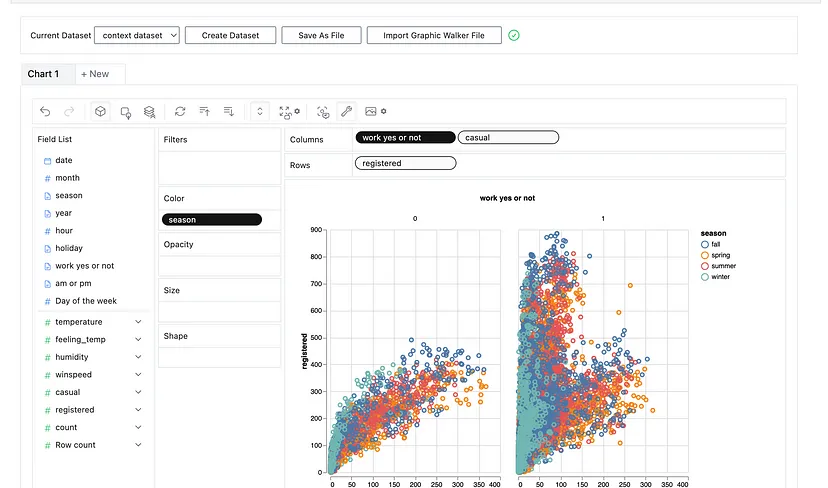 Current Dataset context dataset Create Dataset Save As File Import Graphic Walker File
Chart 1 + New
Field List
date
month
season
year
hour
holiday
work yes or not
am or pm
Day of the week
temperature
feeling_temp
humidity
winspeed
casual
registered
count
Row count
Filters
Color
season
Opacity
Size
Shape
Columns work yes or not casual
Rows registered
work yes or not
0 1
registered
900
800
700
600
500
400
300
200
100
0
0 50 100 150 200 250 300 350 400
0 50 100 150 200 250 300 350 400
season
fall
spring
summer
winter